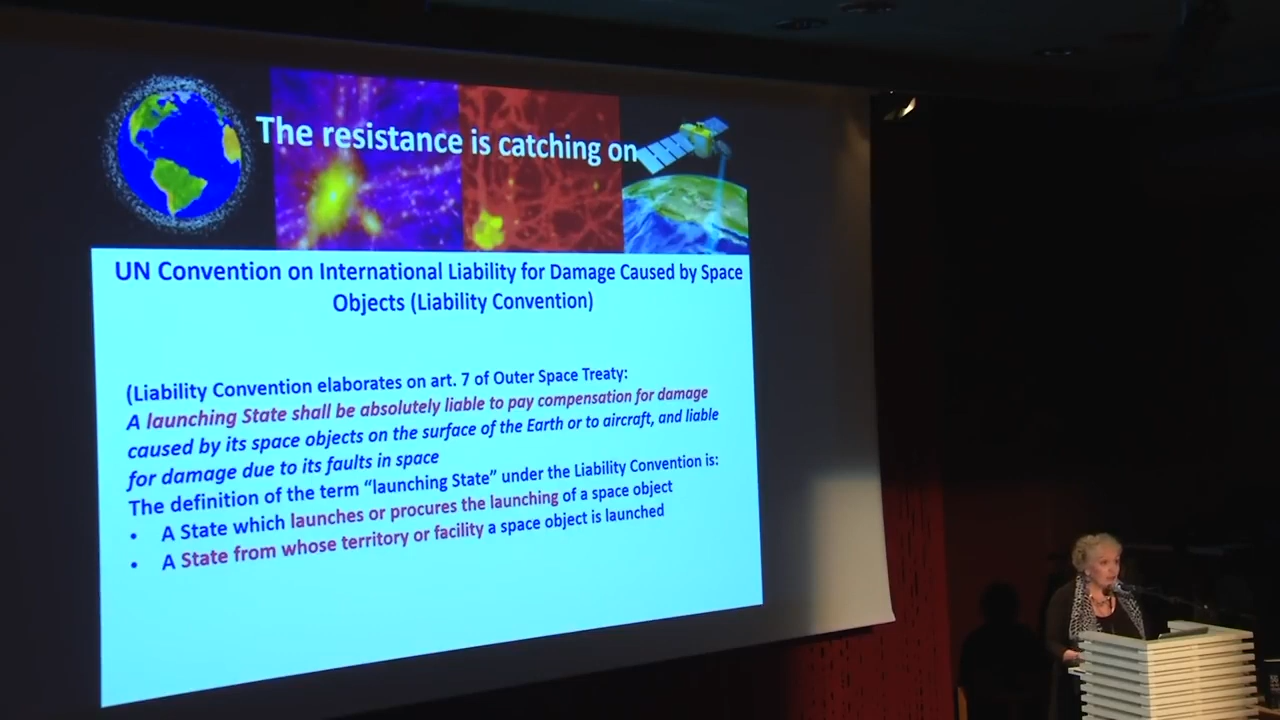 The resistance is catching on
UN Convention on International Liability for Damage Caused by Space
Objects (Liability Convention)
(Liability Convention elaborates on art. 7 of Outer Space Treaty:
A launching State shall be absolutely liable to pay compensation for damage
caused by its space objects on the surface of the Earth or to aircraft, and liable
for damage due to its faults in space
The definition of the term “launching State” under the Liability Convention is:
• A State which launches or procures the launching of a space object
• A State from whose territory or facility a space object is launched